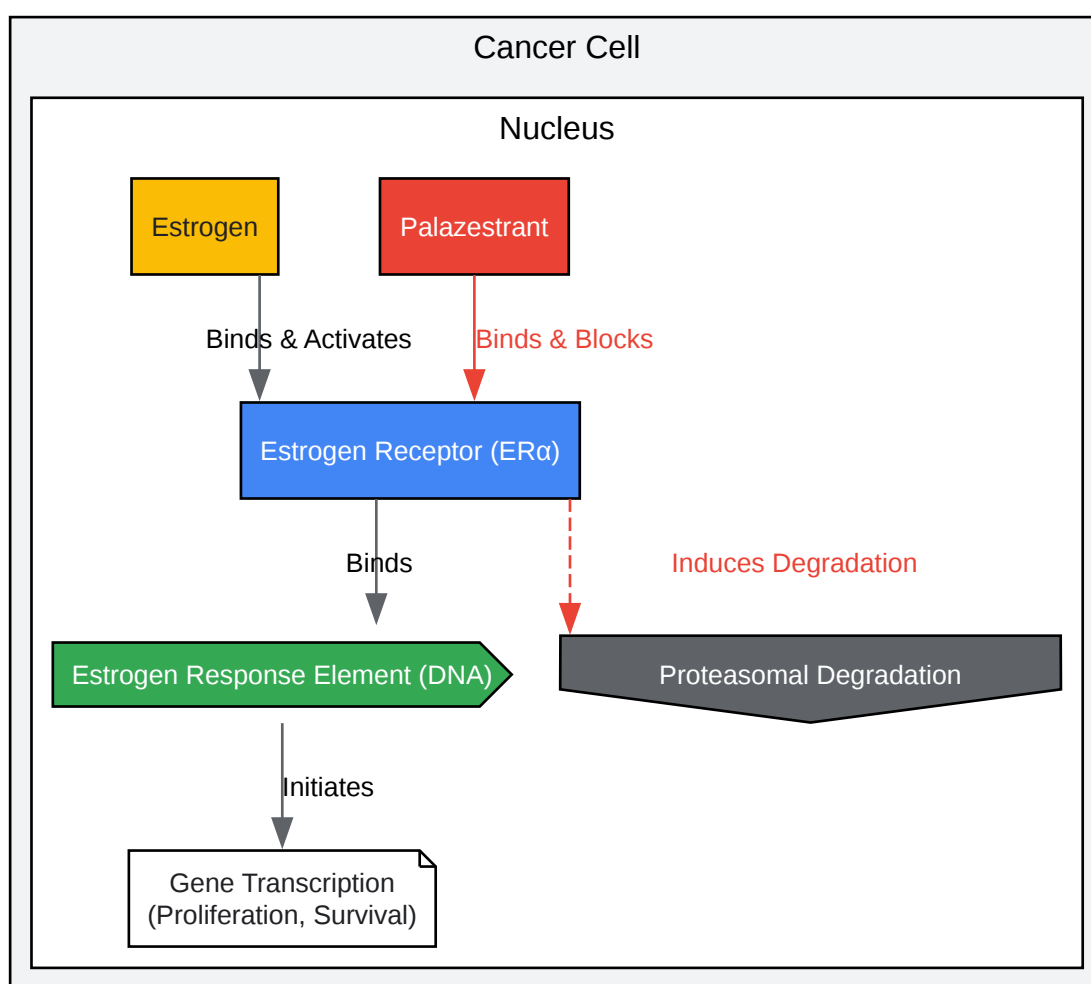 Cancer Cell
Nucleus
Estrogen
Palazestrant
Binds & Activates
Binds & Blocks
Estrogen Receptor (ERα)
Binds
Induces Degradation
Estrogen Response Element (DNA)
Proteasomal Degradation
Initiates
Gene Transcription
(Proliferation, Survival)